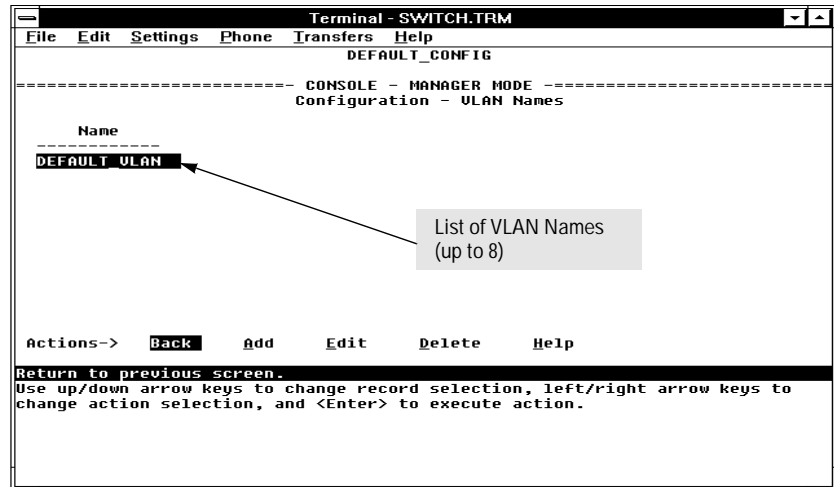 Terminal - SWITCH.TRM
File Edit Settings Phone Transfers Help
DEFAULT_CONFIG
==========================- CONSOLE - MANAGER MODE -==========================
Configuration - VLAN Names
Name
------------
DEFAULT_VLAN
List of VLAN Names
(up to 8)
Actions-> Back Add Edit Delete Help
Return to previous screen.
Use up/down arrow keys to change record selection, left/right arrow keys to
change action selection, and <Enter> to execute action.